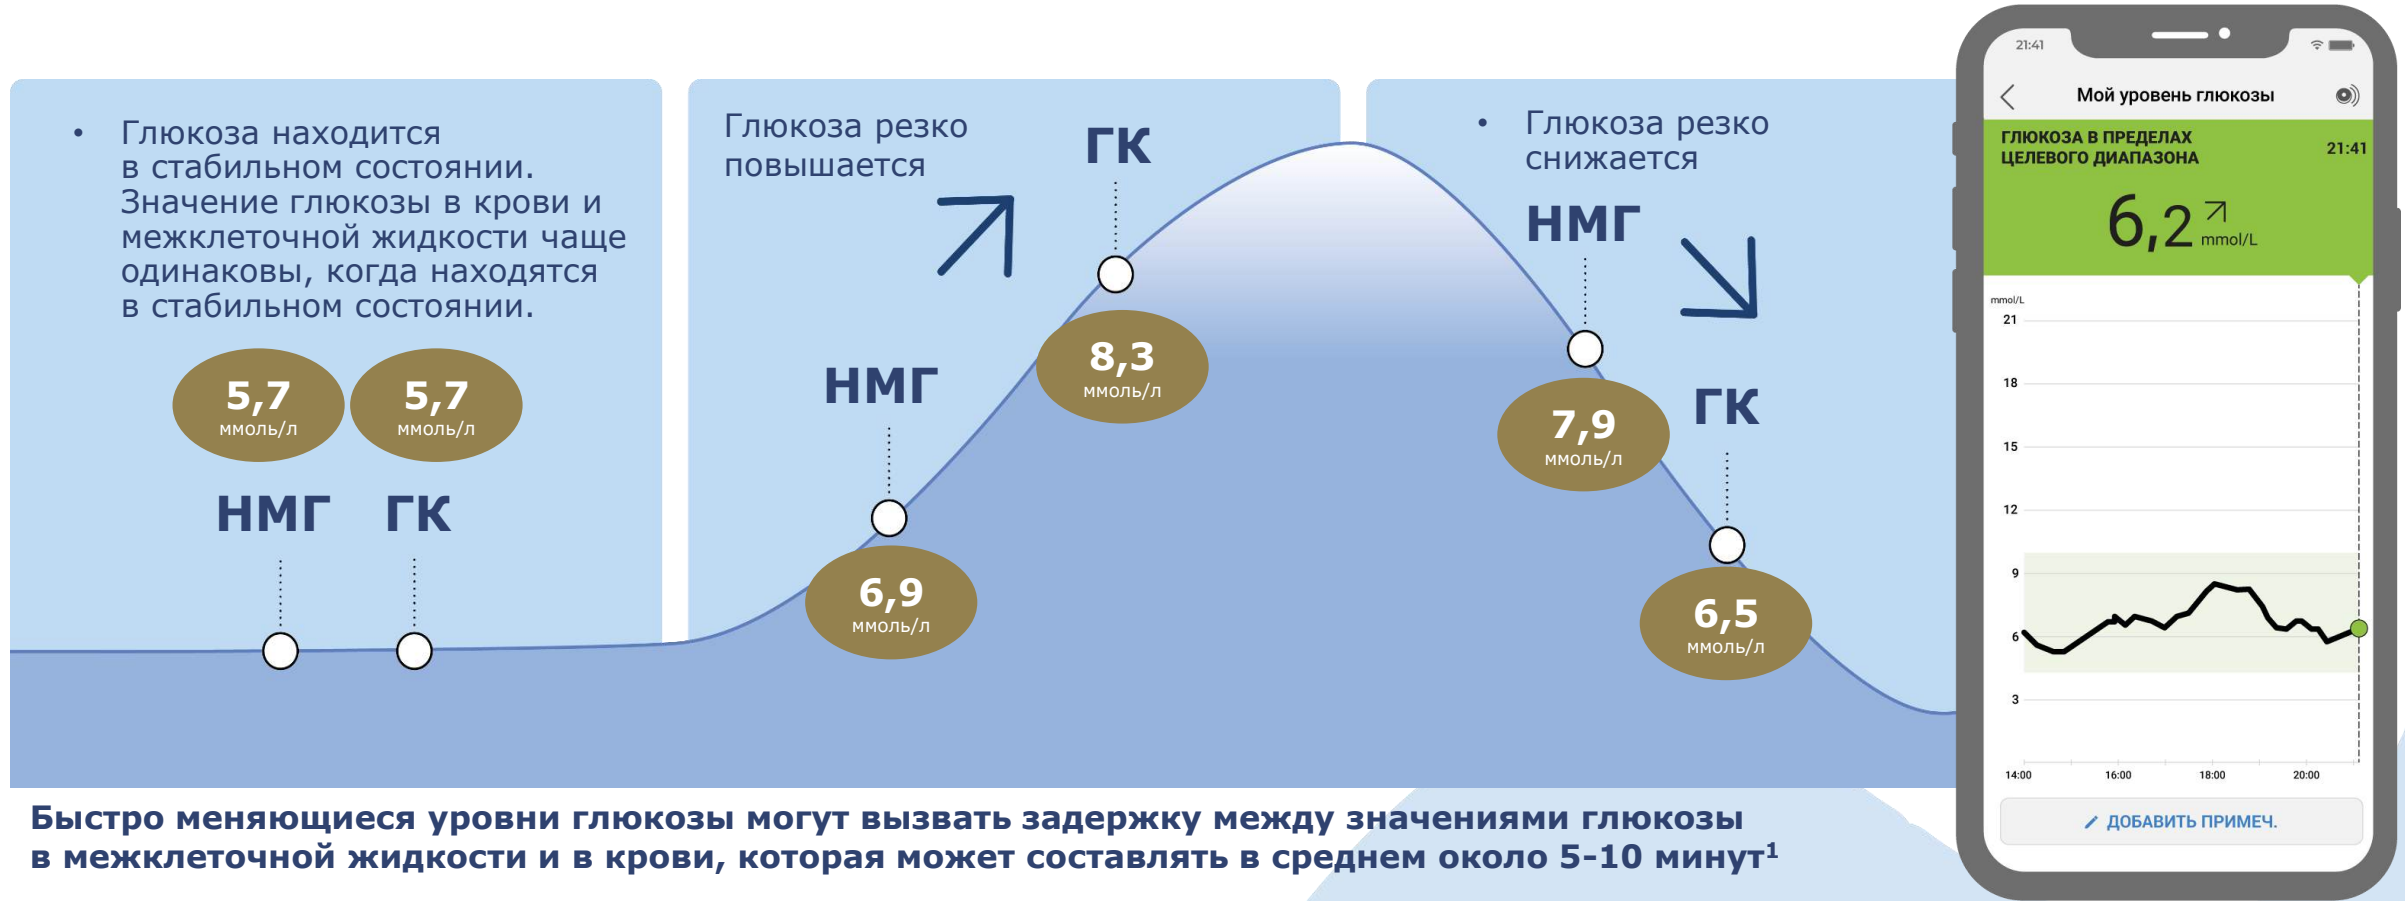 • Глюкоза находится
в стабильном состоянии.
Значение глюкозы в крови и
межклеточной жидкости чаще
одинаковы, когда находятся
в стабильном состоянии.
5,7
ммоль/л
5,7
ммоль/л
НМГ
ГК
Глюкоза резко
повышается
ГК
8,3
ммоль/л
НМГ
6,9
ммоль/л
• Глюкоза резко
снижается
НМГ
7,9
ммоль/л
ГК
6,5
ммоль/л
Быстро меняющиеся уровни глюкозы могут вызвать задержку между значениями глюкозы
в межклеточной жидкости и в крови, которая может составлять в среднем около 5-10 минут¹
21:41
Мой уровень глюкозы
ГЛЮКОЗА В ПРЕДЕЛАХ
ЦЕЛЕВОГО ДИАПАЗОНА
21:41
6,2
mmol/L
mmol/L
21
18
15
12
9
6
3
14:00 16:00 18:00 20:00
ДОБАВИТЬ ПРИМЕЧ.